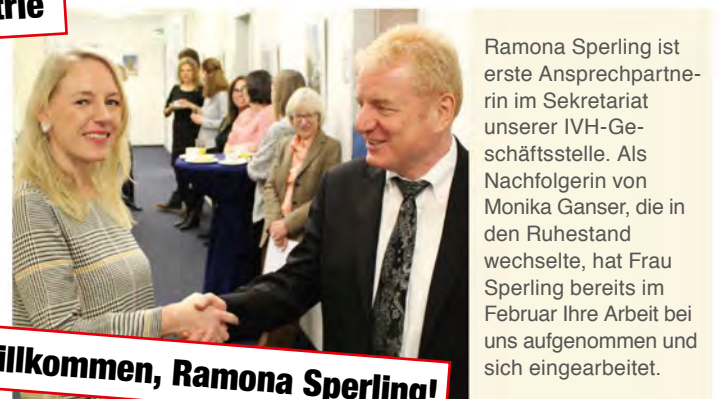 trie
Ramona Sperling ist
erste Ansprechpartne-
rin im Sekretariat
unserer IVH-Ge-
schäftsstelle. Als
Nachfolgerin von
Monika Ganser, die in
den Ruhestand
wechselte, hat Frau
Sperling bereits im
Februar Ihre Arbeit bei
uns aufgenommen und
sich eingearbeitet.
illkommen, Ramona Sperling!